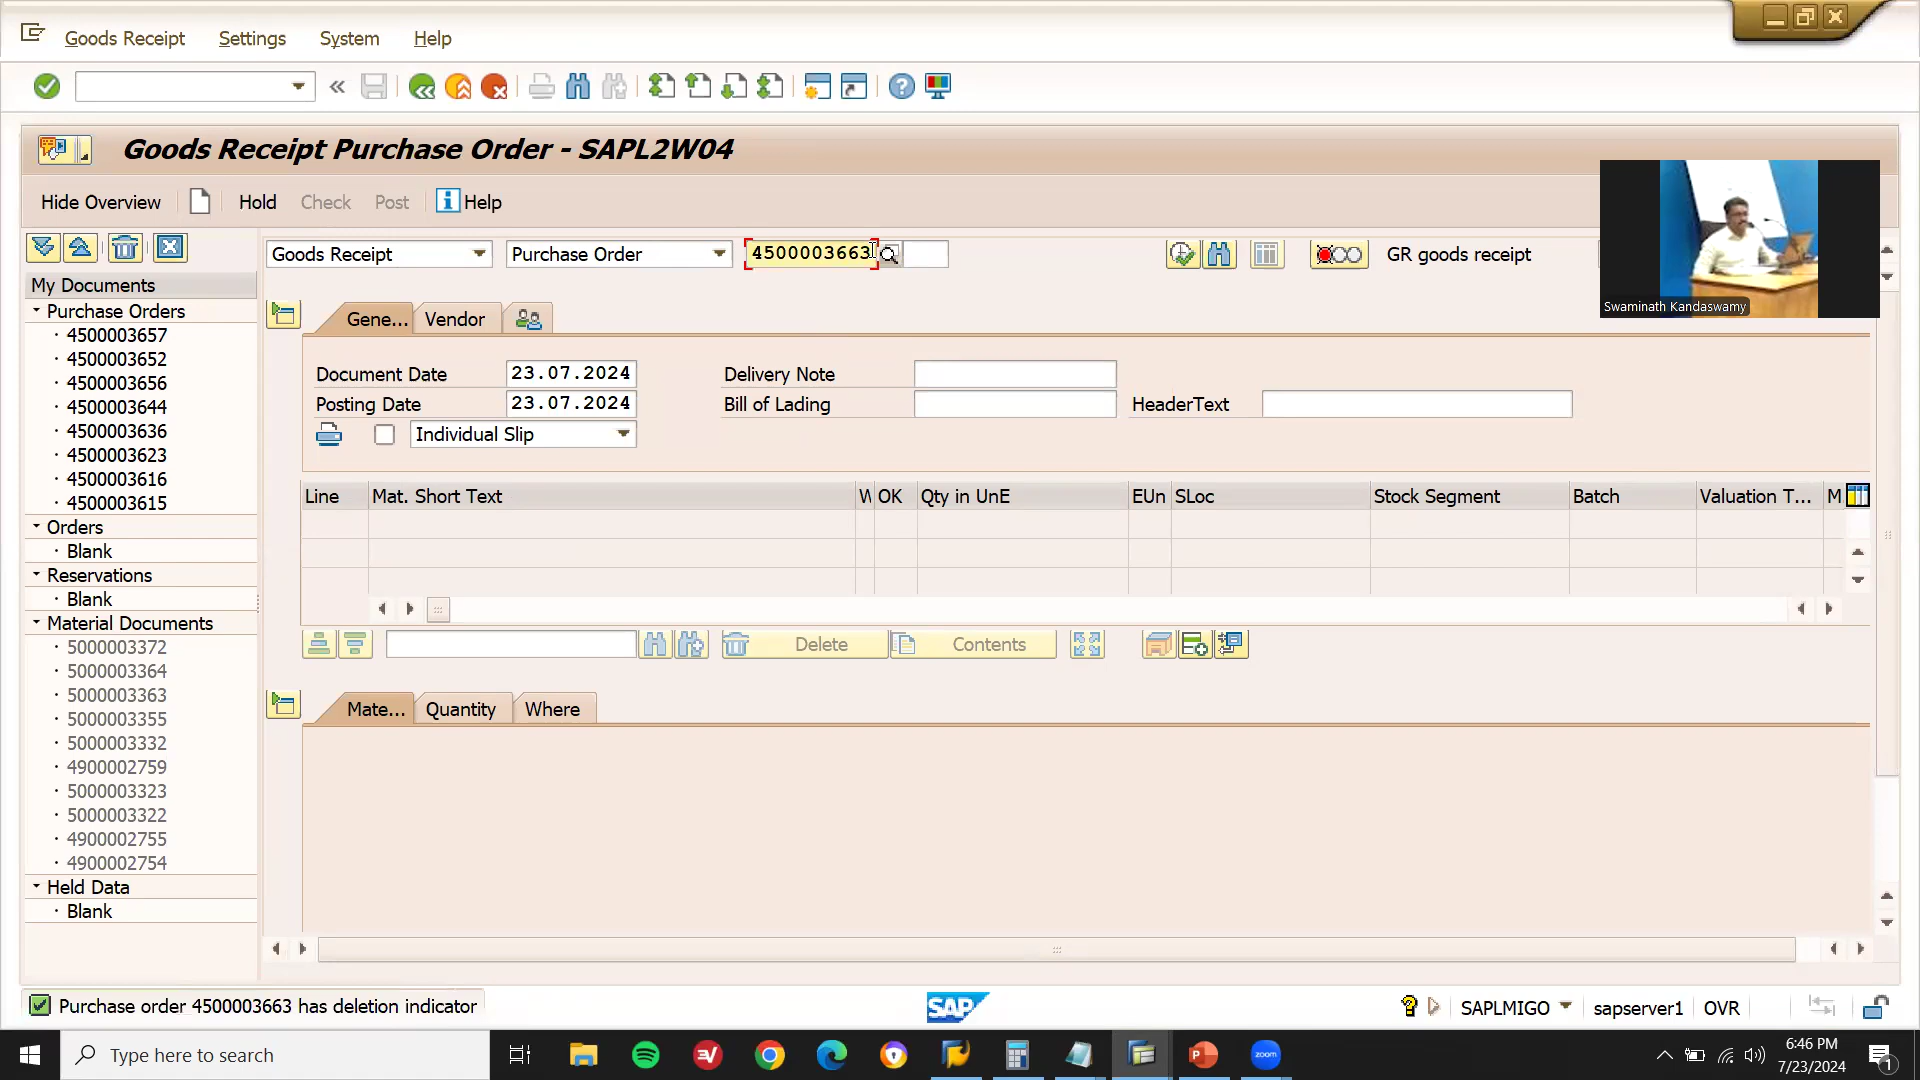 Goods Receipt Settings System Help
Goods Receipt Purchase Order - SAPL2W04
Hide Overview Hold Check Post Help
Goods Receipt Purchase Order 4500003663 GR goods receipt
Swaminath Kandaswamy
My Documents
Purchase Orders
4500003657
4500003652
4500003656
4500003644
4500003636
4500003623
4500003616
4500003615
Orders
Blank
Reservations
Blank
Material Documents
5000003372
5000003364
5000003363
5000003355
5000003332
4900002759
5000003323
5000003322
4900002755
4900002754
Held Data
Blank
Gene... Vendor
Document Date 23.07.2024 Delivery Note
Posting Date 23.07.2024 Bill of Lading HeaderText
Individual Slip
Line Mat. Short Text W OK Qty in UnE EUn SLoc Stock Segment Batch Valuation T... M
Delete Contents
Mate... Quantity Where
Purchase order 4500003663 has deletion indicator
SAP
SAPLMIGO sapserver1 OVR
Type here to search
zoom
6:46 PM
7/23/2024
1